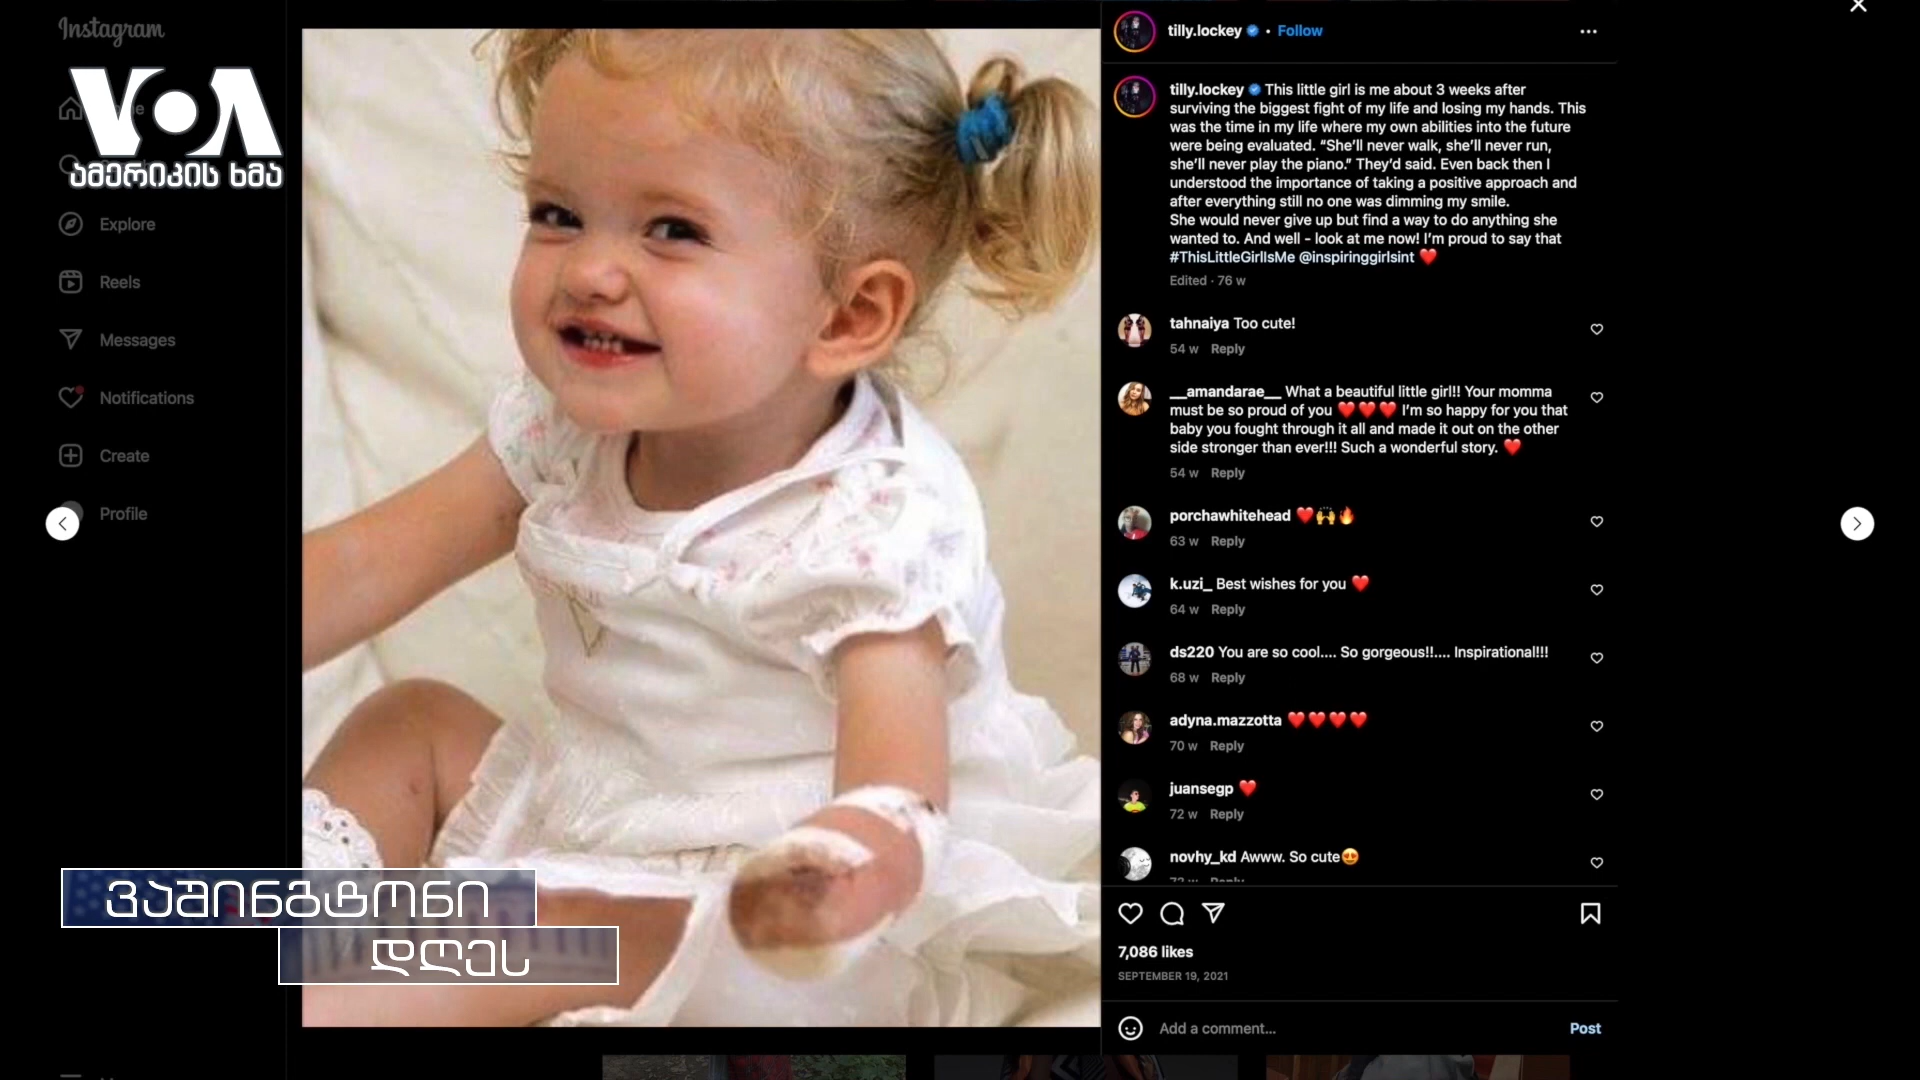 Instagram
VOA
ამერიკის ხმა
Explore
Reels
Messages
Notifications
Create
Profile
ვაშინგტონი
დღეს
tilly.lockey • Follow
tilly.lockey This little girl is me about 3 weeks after
surviving the biggest fight of my life and losing my hands. This
was the time in my life where my own abilities into the future
were being evaluated. “She’ll never walk, she’ll never run,
she’ll never play the piano.” They’d said. Even back then I
understood the importance of taking a positive approach and
after everything still no one was dimming my smile.
She would never give up but find a way to do anything she
wanted to. And well - look at me now! I’m proud to say that
#ThisLittleGirlIsMe @inspiringgirlsint ❤️
Edited · 76 w
tahnaiya Too cute!
54 w Reply
__amandarae__ What a beautiful little girl!! Your momma
must be so proud of you ❤️❤️❤️ I’m so happy for you that
baby you fought through it all and made it out on the other
side stronger than ever!!! Such a wonderful story. ❤️
54 w Reply
porchawhitehead ❤️🙌🔥
63 w Reply
k.uzi_ Best wishes for you ❤️
64 w Reply
ds220 You are so cool.... So gorgeous!!.... Inspirational!!!
68 w Reply
adyna.mazzotta ❤️❤️❤️❤️
70 w Reply
juansegp ❤️
72 w Reply
novhy_kd Awww. So cute😍
7,086 likes
SEPTEMBER 19, 2021
Add a comment...
Post